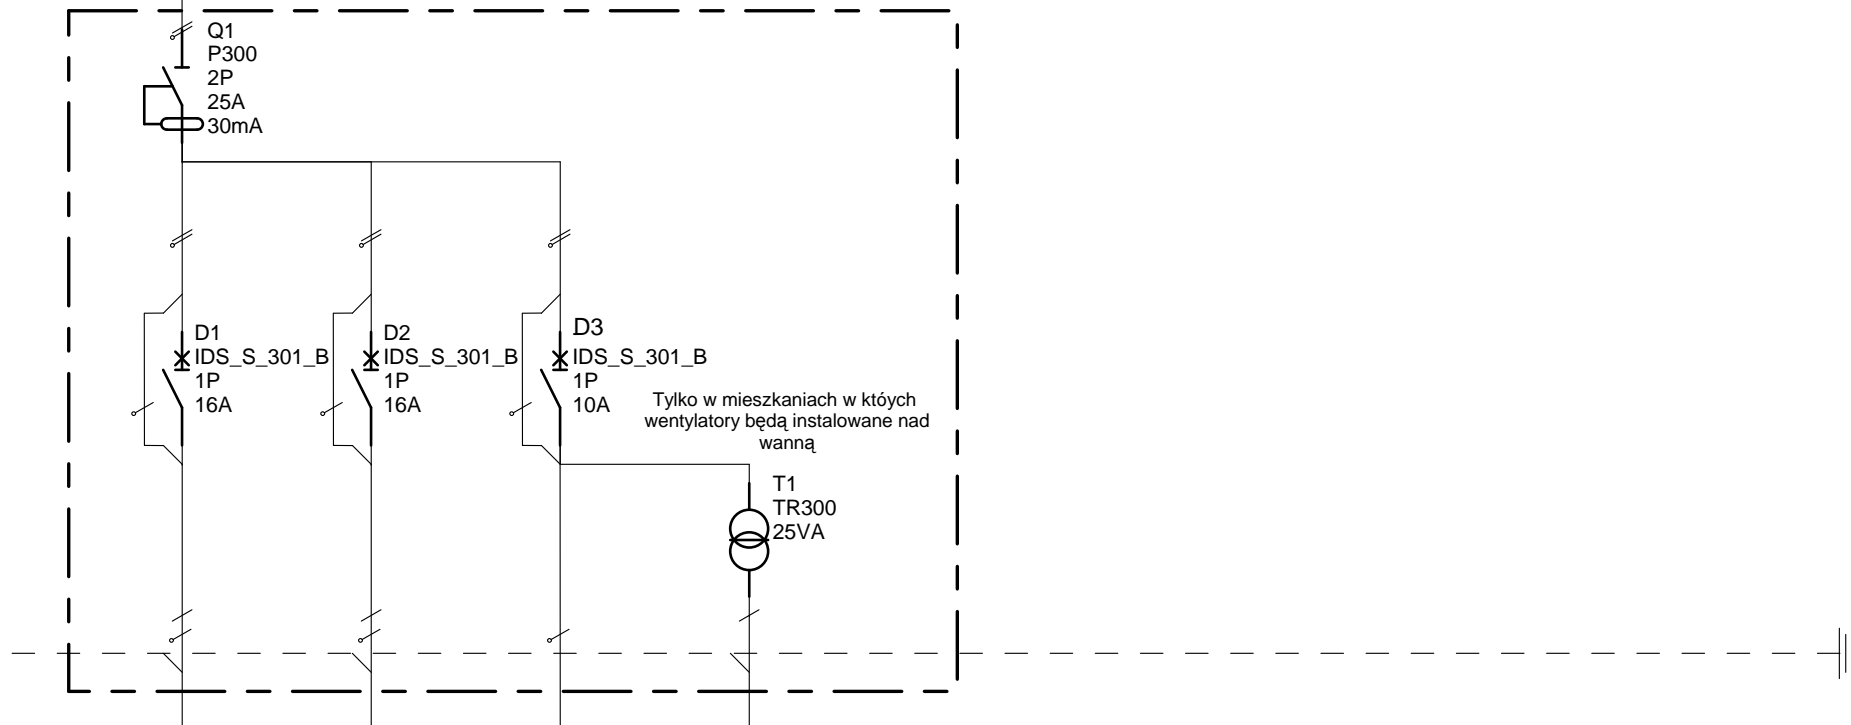 Q1
P300
2P
25A
30mA
D1
IDS_S_301_B
1P
16A
D2
IDS_S_301_B
1P
16A
D3
IDS_S_301_B
1P
10A
Tylko w mieszkaniach w któych
wentylatory będą instalowane nad
wanną
T1
TR300
25VA